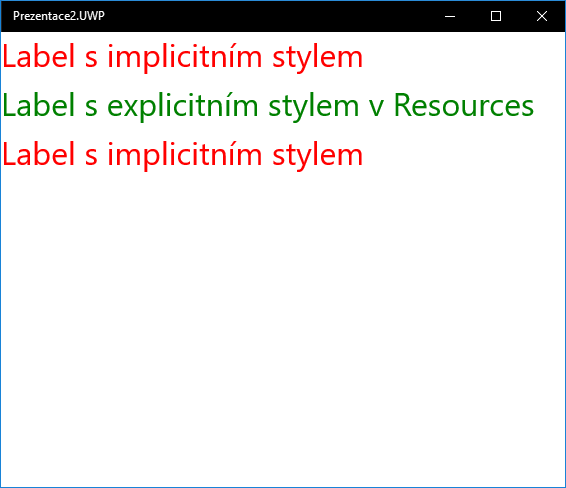 Prezentace2.UWP
Label s implicitním stylem
Label s explicitním stylem v Resources
Label s implicitním stylem